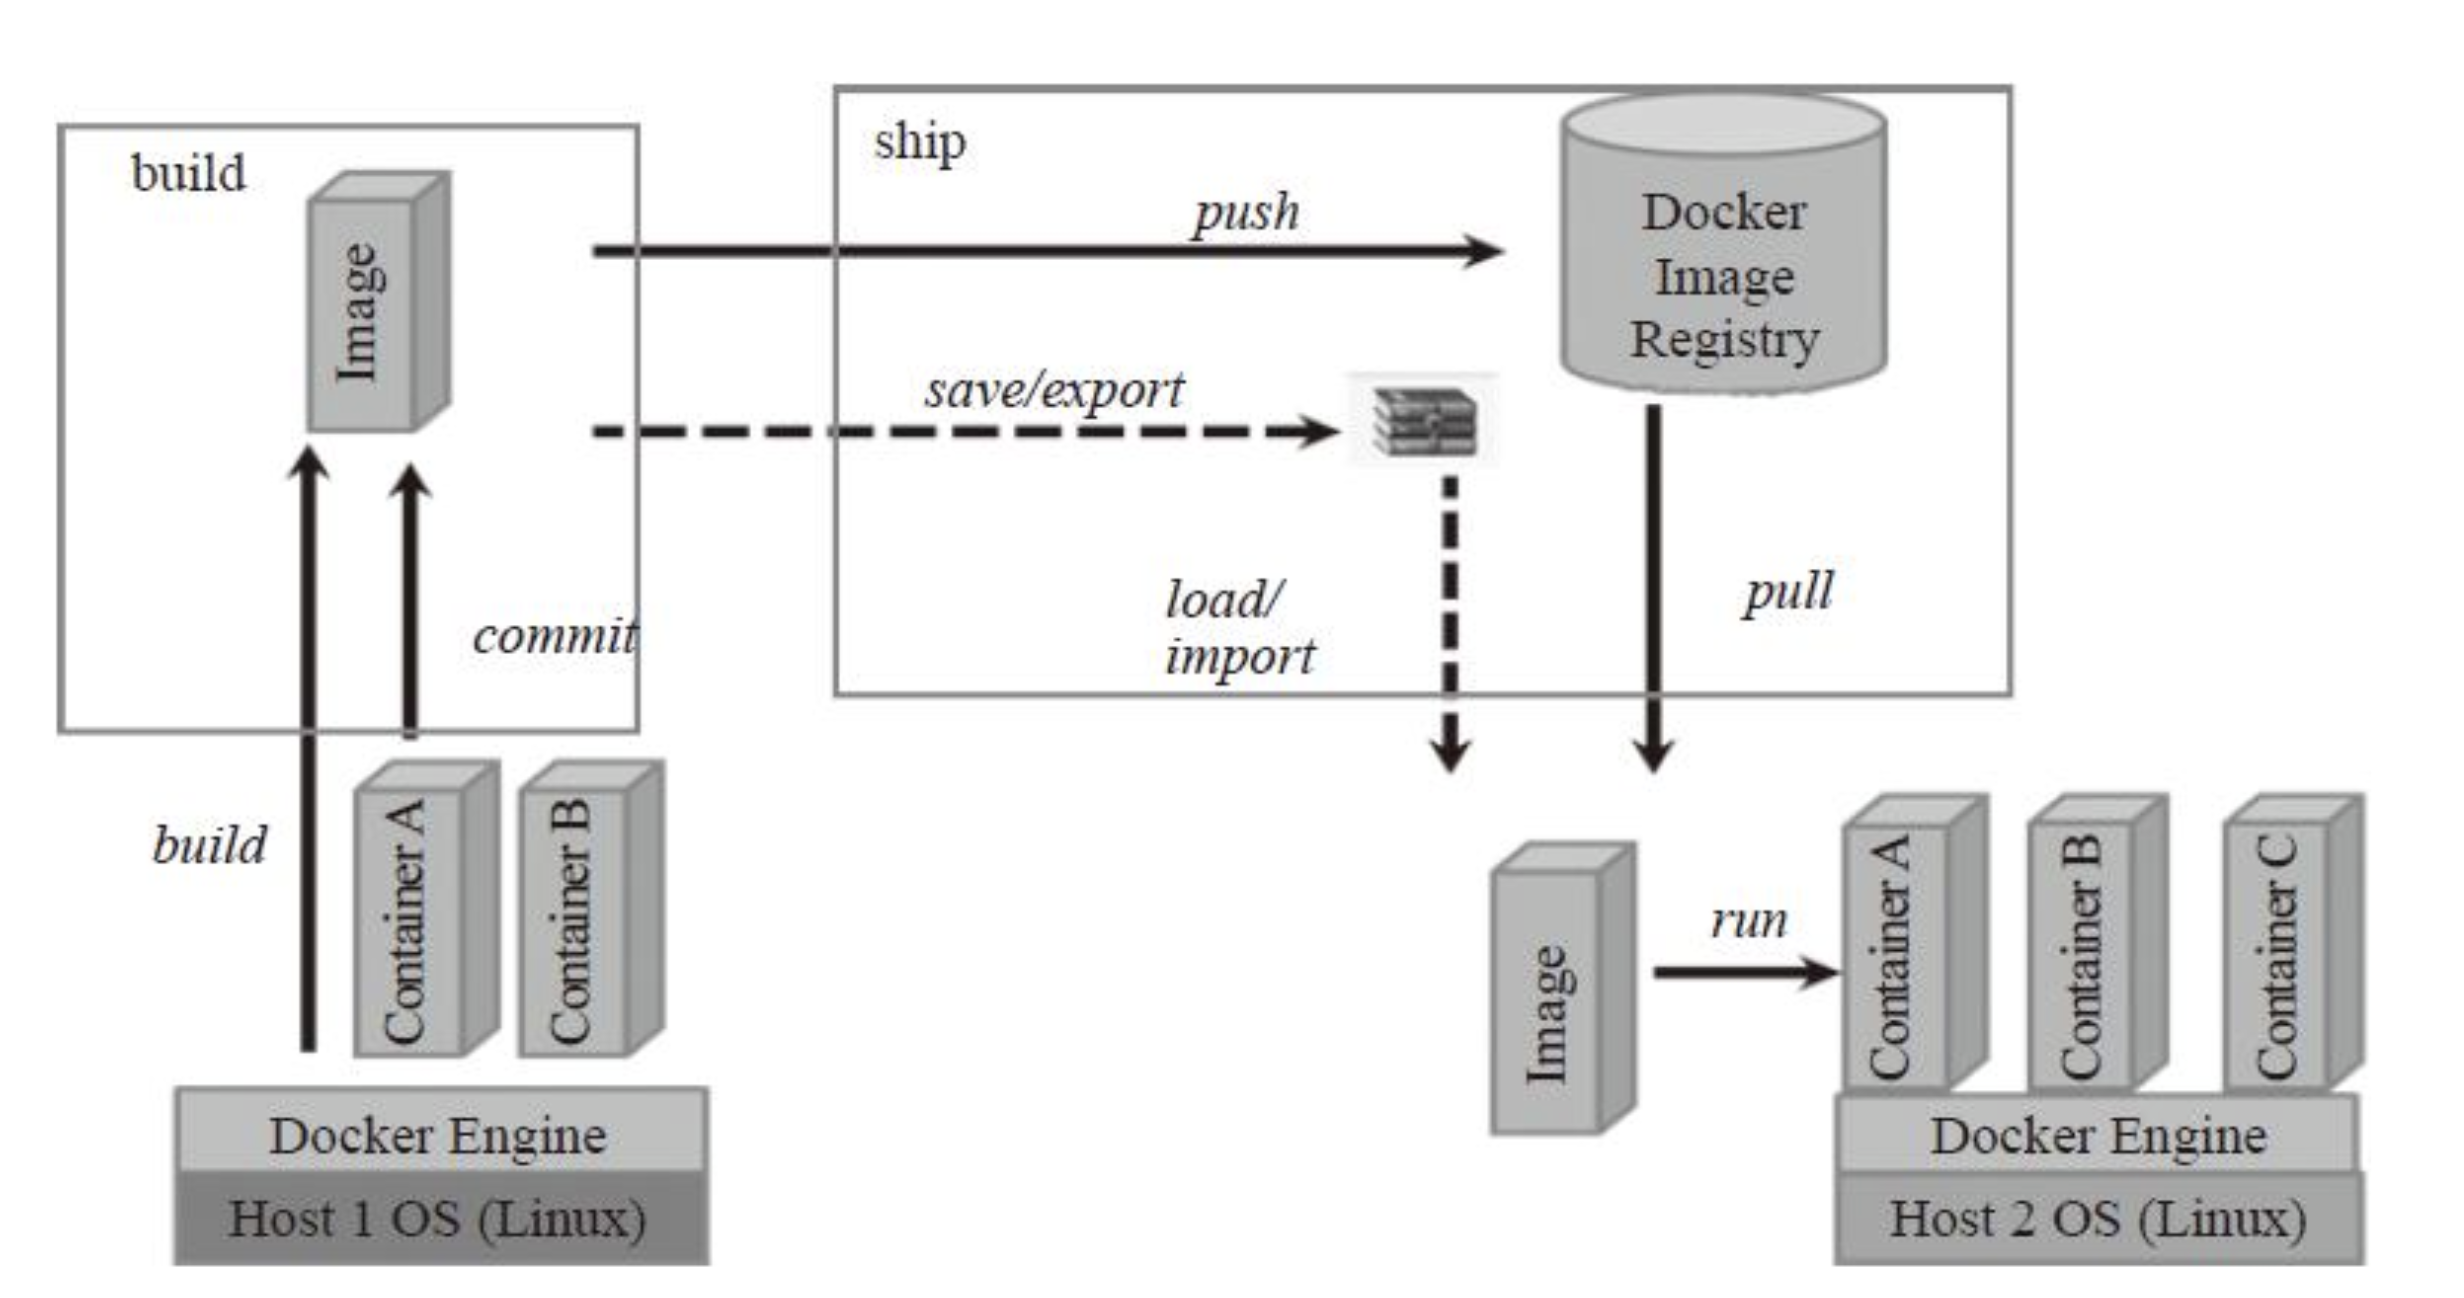 build
Image
commit
build
Container A
Container B
Docker Engine
Host 1 OS (Linux)
ship
push
save/export
Docker
Image
Registry
load/
import
pull
Image
run
Container A
Container B
Container C
Docker Engine
Host 2 OS (Linux)